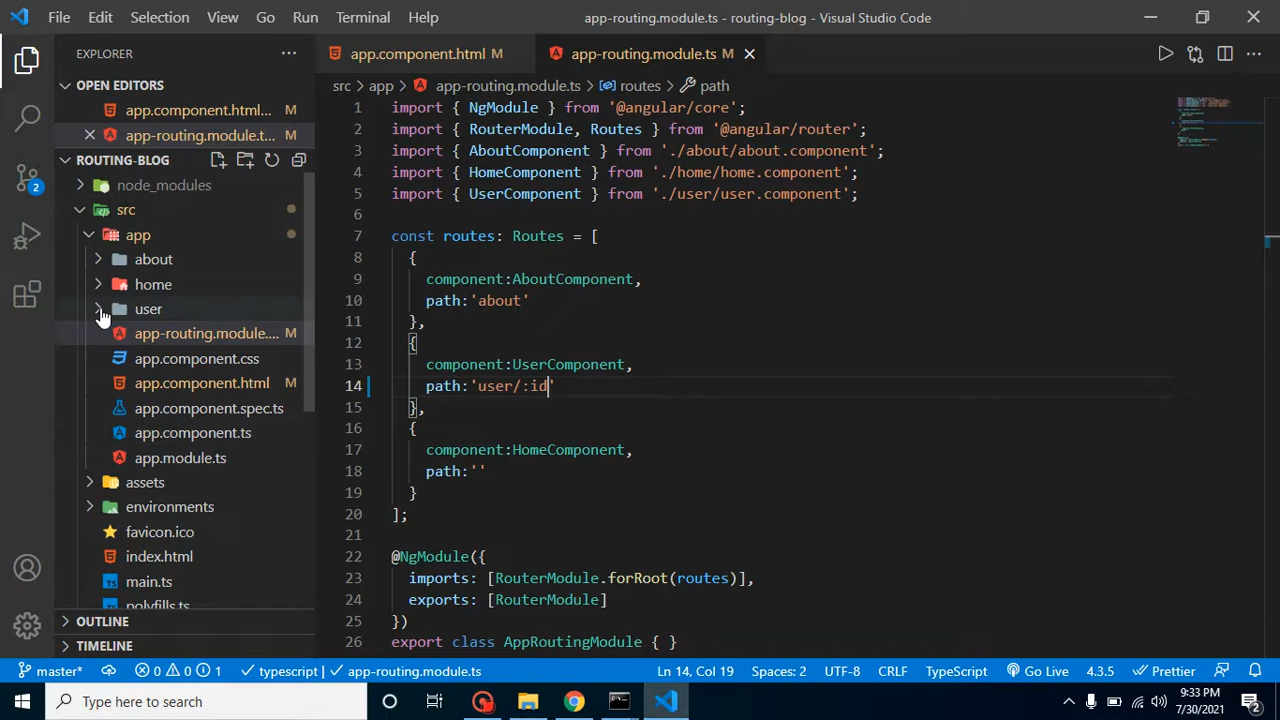 File Edit Selection View Go Run Terminal Help
app-routing.module.ts - routing-blog - Visual Studio Code
EXPLORER
OPEN EDITORS
app.component.html... M
app-routing.module.t... M
ROUTING-BLOG
node_modules
src
app
about
home
user
app-routing.module.... M
app.component.css
app.component.html M
app.component.spec.ts
app.component.ts
app.module.ts
assets
environments
favicon.ico
index.html
main.ts
polyfills.ts
OUTLINE
TIMELINE
2
app.component.html M
app-routing.module.ts M
src > app > app-routing.module.ts > routes > path
1 import { NgModule } from '@angular/core';
2 import { RouterModule, Routes } from '@angular/router';
3 import { AboutComponent } from './about/about.component';
4 import { HomeComponent } from './home/home.component';
5 import { UserComponent } from './user/user.component';
6
7 const routes: Routes = [
8 {
9 component:AboutComponent,
10 path:'about'
11 },
12 {
13 component:UserComponent,
14 path:'user/:id'
15 },
16 {
17 component:HomeComponent,
18 path:''
19 }
20 ];
21
22 @NgModule({
23 imports: [RouterModule.forRoot(routes)],
24 exports: [RouterModule]
25 })
26 export class AppRoutingModule { }
master* 0 0 1 typescript | app-routing.module.ts Ln 14, Col 19 Spaces: 2 UTF-8 CRLF TypeScript Go Live 4.3.5 Prettier
Type here to search
9:33 PM
7/30/2021
2